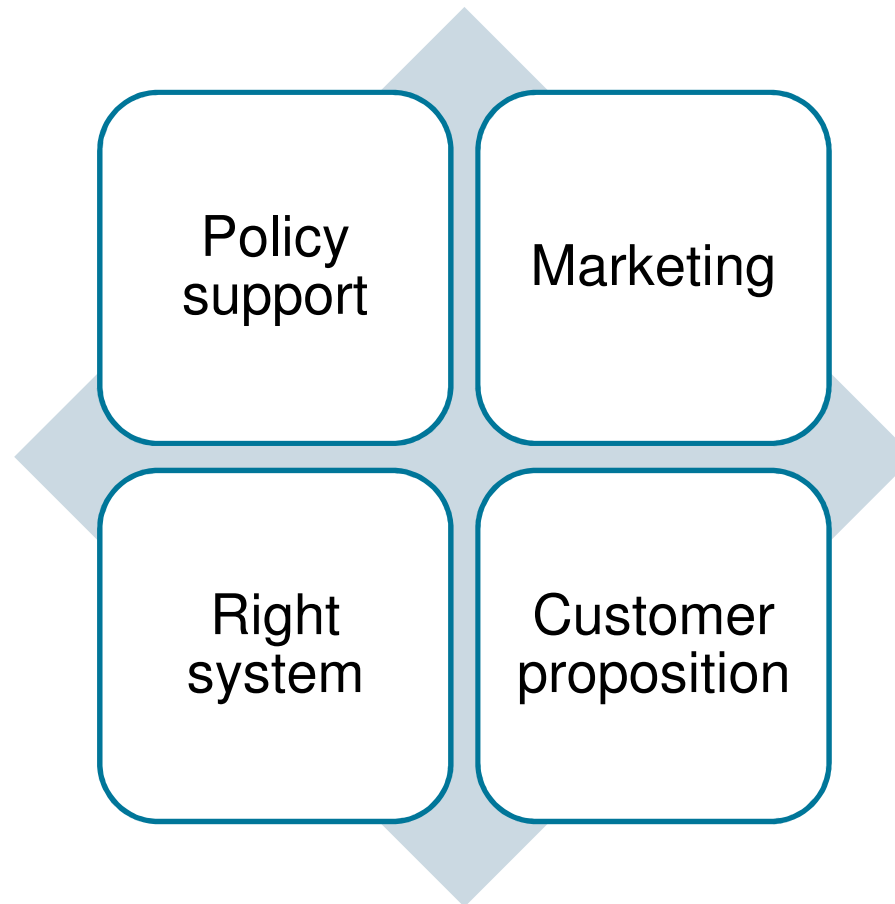 Policy
support
Marketing
Right
system
Customer
proposition